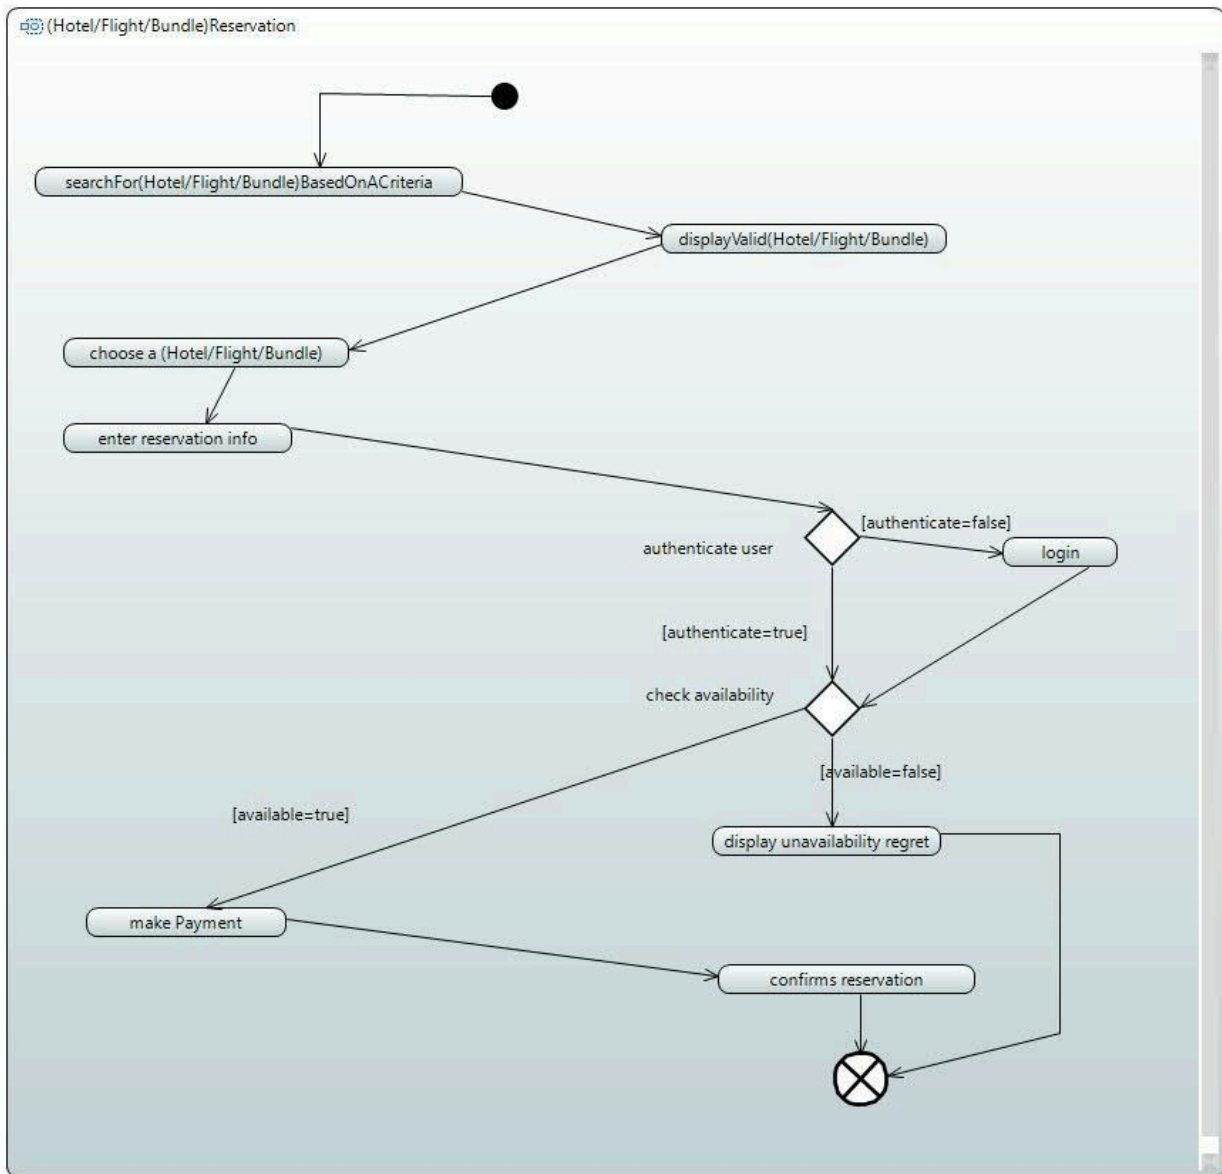 (Hotel/Flight/Bundle)Reservation
searchFor(Hotel/Flight/Bundle)BasedOnACriteria
displayValid(Hotel/Flight/Bundle)
choose a (Hotel/Flight/Bundle)
enter reservation info
[authenticate=false]
authenticate user
login
[authenticate=true]
check availability
[available=false]
[available=true]
display unavailability regret
make Payment
confirms reservation